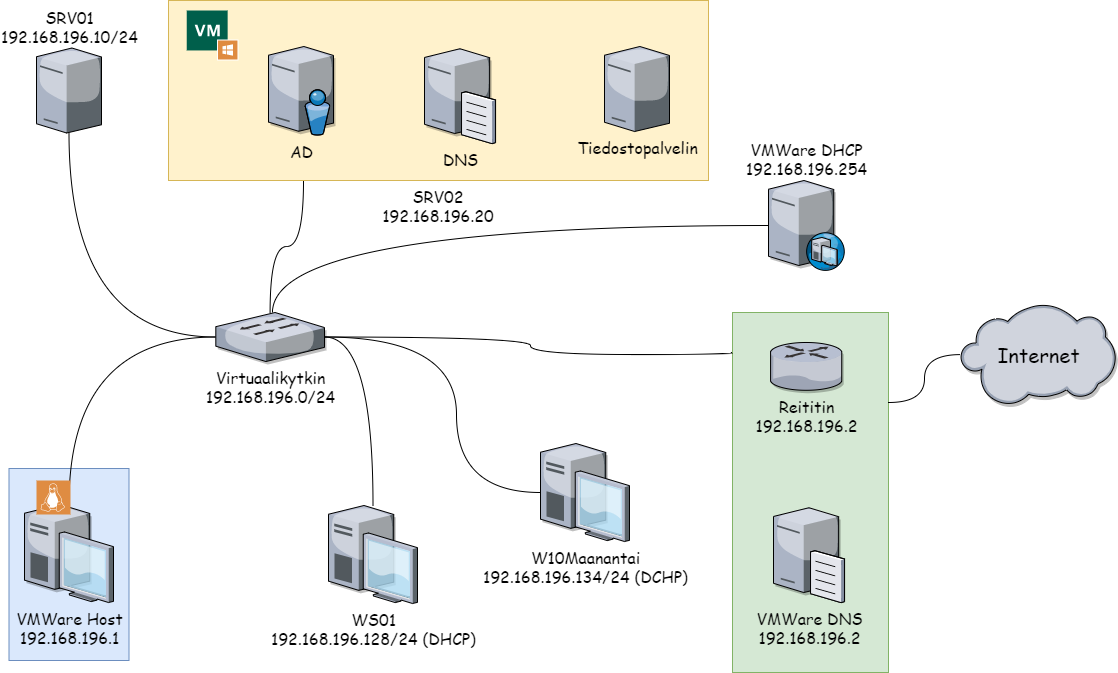 SRV01
192.168.196.10/24
VM
AD
DNS
Tiedostopalvelin
SRV02
192.168.196.20
VMWare DHCP
192.168.196.254
Virtuaalikytkin
192.168.196.0/24
Reititin
192.168.196.2
Internet
VMWare Host
192.168.196.1
WS01
192.168.196.128/24 (DHCP)
W10Maanantai
192.168.196.134/24 (DCHP)
VMWare DNS
192.168.196.2